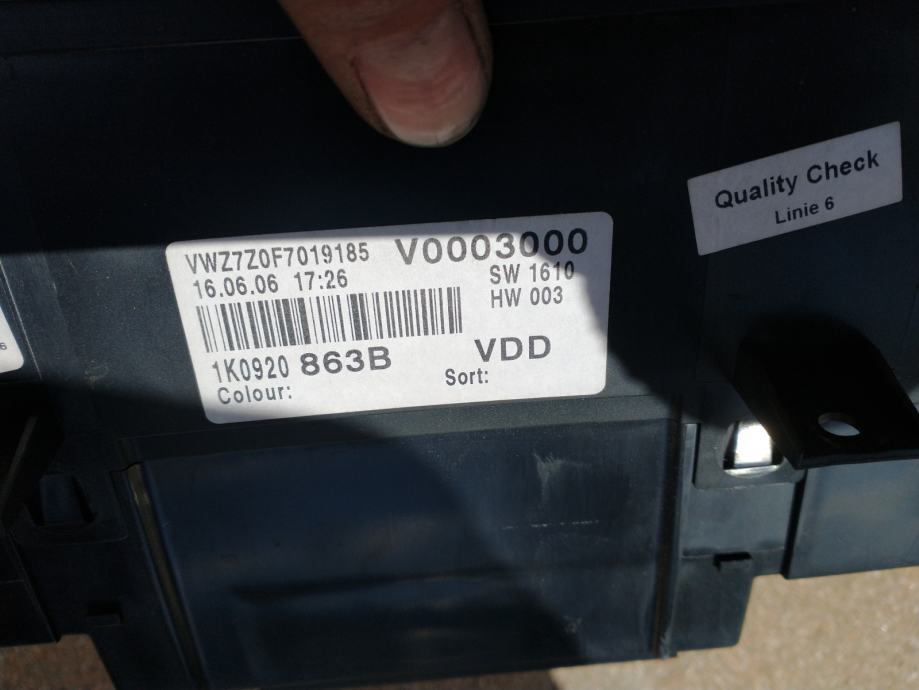 VWZ7Z0F7019185 V0003000
16.06.06 17:26 SW 1610
HW 003
1K0920 863B VDD
Colour: Sort:
Quality Check
Linie 6
6